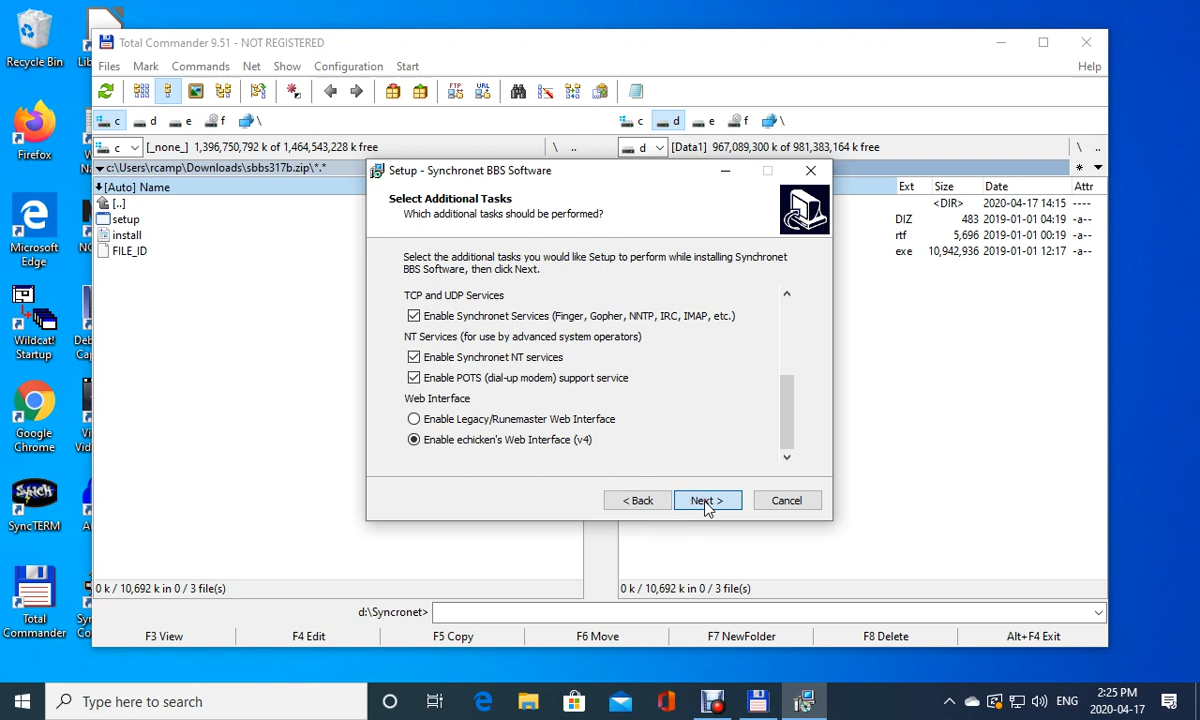 Recycle Bin
Lib
Firefox
Microsoft
Edge
NO
Wildcat!
Startup
Deb
Cap
Google
Chrome
Vi
Vid
SyncTERM
A
Total
Commander
Sy
Co
Total Commander 9.51 - NOT REGISTERED
Files Mark Commands Net Show Configuration Start Help
FTP URL
c d e f \ c d e f \
c [_none_] 1,396,750,792 k of 1,464,543,228 k free \ .. d [Data1] 967,089,300 k of 981,383,164 k free \ ..
c:\Users\rcamp\Downloads\sbbs317b.zip\*.* * 
[Auto] Name Ext Size Date Attr
[..] <DIR> 2020-04-17 14:15 ----
setup DIZ 483 2019-01-01 04:19 -a--
install rtf 5,696 2019-01-01 00:19 -a--
FILE_ID exe 10,942,936 2019-01-01 12:17 -a--
Setup - Synchronet BBS Software
Select Additional Tasks
Which additional tasks should be performed?
Select the additional tasks you would like Setup to perform while installing Synchronet
BBS Software, then click Next.
TCP and UDP Services
Enable Synchronet Services (Finger, Gopher, NNTP, IRC, IMAP, etc.)
NT Services (for use by advanced system operators)
Enable Synchronet NT services
Enable POTS (dial-up modem) support service
Web Interface
Enable Legacy/Runemaster Web Interface
Enable echicken's Web Interface (v4)
< Back Next > Cancel
0 k / 10,692 k in 0 / 3 file(s) 0 k / 10,692 k in 0 / 3 file(s)
d:\Syncronet>
F3 View F4 Edit F5 Copy F6 Move F7 NewFolder F8 Delete Alt+F4 Exit
Type here to search
ENG
2:25 PM
2020-04-17